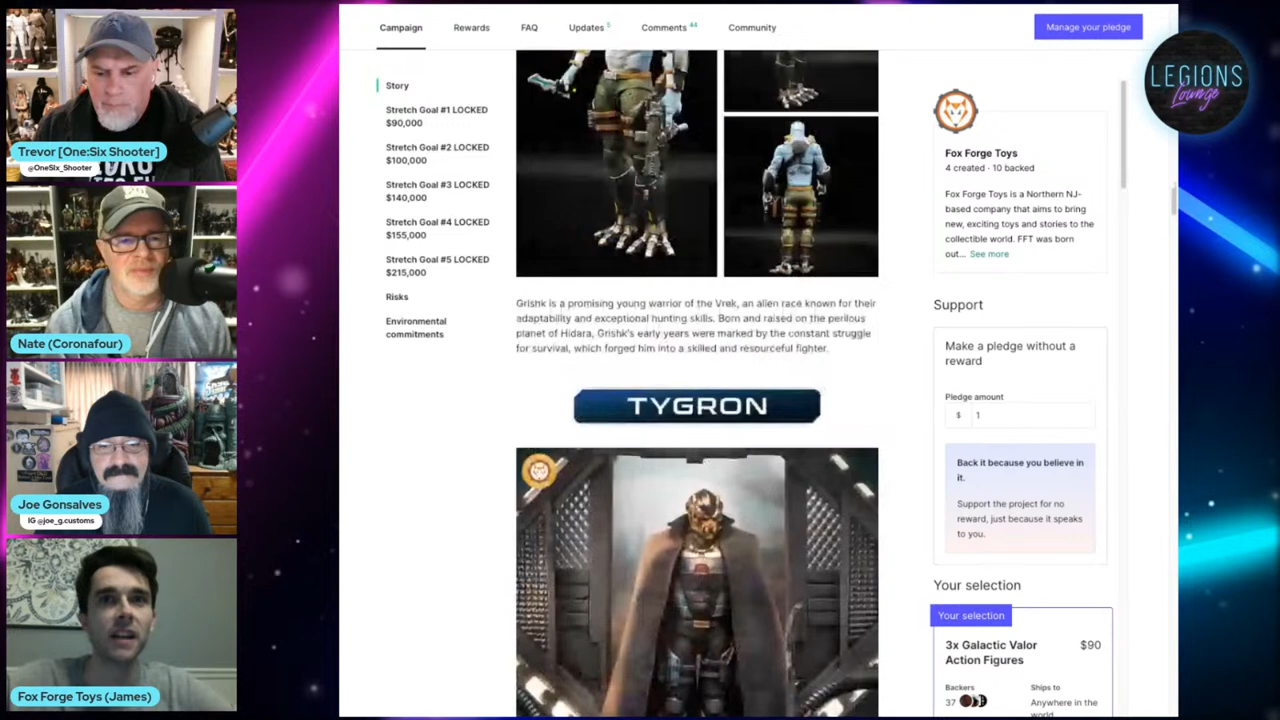 Trevor [One:Six Shooter]
@OneSix_Shooter
Nate (Coronafour)
Joe Gonsalves
IG @joe_g.customs
Fox Forge Toys (James)
Campaign
Rewards
FAQ
Updates 5
Comments 44
Community
Manage your pledge
LEGIONS
Lounge
Story
Stretch Goal #1 LOCKED
$90,000
Stretch Goal #2 LOCKED
$100,000
Stretch Goal #3 LOCKED
$140,000
Stretch Goal #4 LOCKED
$155,000
Stretch Goal #5 LOCKED
$215,000
Risks
Environmental
commitments
Grishk is a promising young warrior of the Vrek, an alien race known for their
adaptability and exceptional hunting skills. Born and raised on the perilous
planet of Hidara, Grishk's early years were marked by the constant struggle
for survival, which forged him into a skilled and resourceful fighter.
TYGRON
Fox Forge Toys
4 created · 10 backed
Fox Forge Toys is a Northern NJ-
based company that aims to bring
new, exciting toys and stories to the
collectible world. FFT was born
out... See more
Support
Make a pledge without a
reward
Pledge amount
$ 1
Back it because you believe in
it.
Support the project for no
reward, just because it speaks
to you.
Your selection
Your selection
3x Galactic Valor
Action Figures
$90
Backers
37
Ships to
Anywhere in the
world